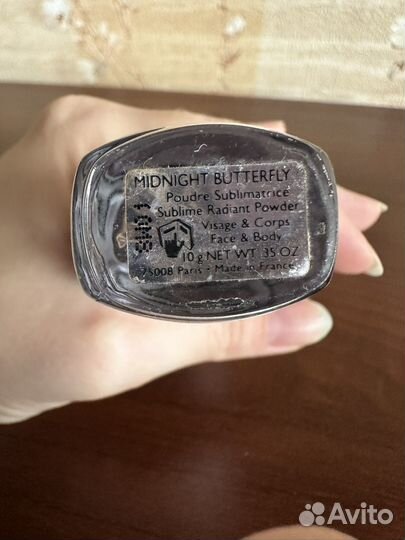 MIDNIGHT BUTTERFLY
Poudre Sublimatrice
Sublime Radiant Powder
Visage & Corps
Face & Body
10 g NET WT .35 OZ
75008 Paris • Made in France
Avito